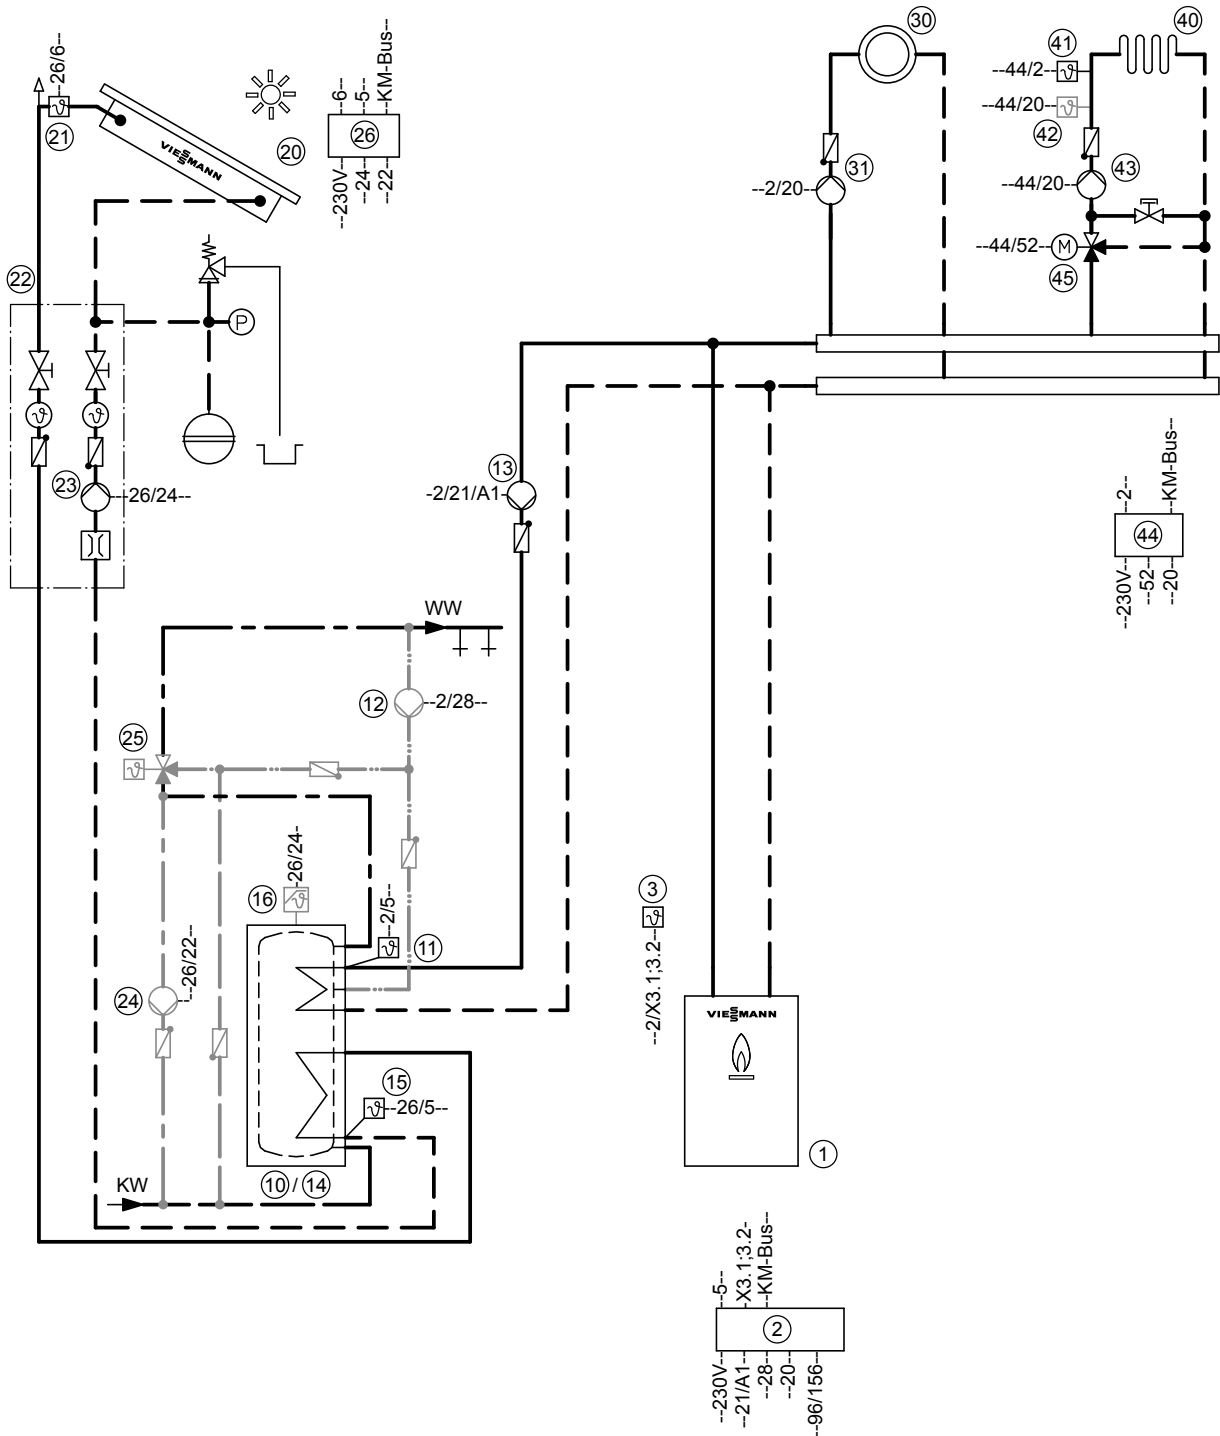 30
40
41
--44/2--
--44/20--
42
26/6--
21
VIESSMANN
20
6--
5--
KM-Bus--
26
--230V--
--24--
--22--
31
--2/20--
43
--44/20--
--44/52--
M
45
22
P
23
---26/24--
13
-2/21/A1-
2--
KM-Bus--
44
--230V--
--52--
--20--
WW
12
--2/28--
25
16
26/24-
2/5--
11
3
--2/X3.1;3.2--
24
--26/22--
VIESSMANN
15
--26/5--
1
KW
10 / 14
5--
X3.1;3.2-
KM-Bus--
2
--230V--
--21/A1--
--28--
--20--
--96/156--